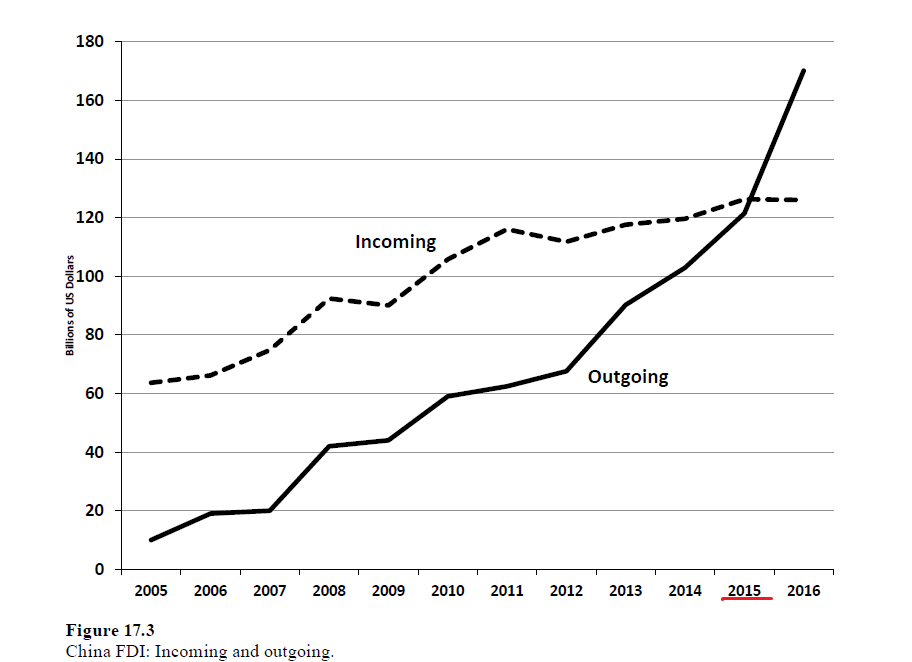 180
160
140
120
100
80
60
40
20
0
Billions of US Dollars
Incoming
Outgoing
2005 2006 2007 2008 2009 2010 2011 2012 2013 2014 2015 2016
Figure 17.3
China FDI: Incoming and outgoing.